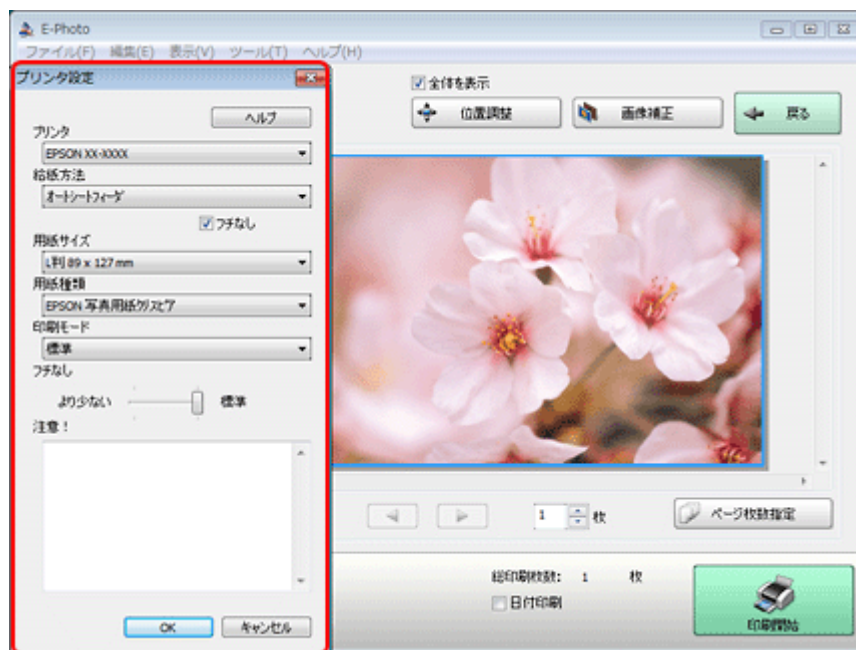 E-Photo
ファイル(F) 編集(E) 表示(V) ツール(T) ヘルプ(H)
プリンタ設定
ヘルプ
プリンタ
EPSON XX-XXXX
給紙方法
オートシートフィーダ
フチなし
用紙サイズ
L判 89 x 127 mm
用紙種類
EPSON 写真用紙クリスピア
印刷モード
標準
フチなし
より少ない 標準
注意！
OK キャンセル
全体を表示
位置調整 画像補正 戻る
1 枚 ページ枚数指定
総印刷枚数: 1 枚
日付印刷
印刷開始